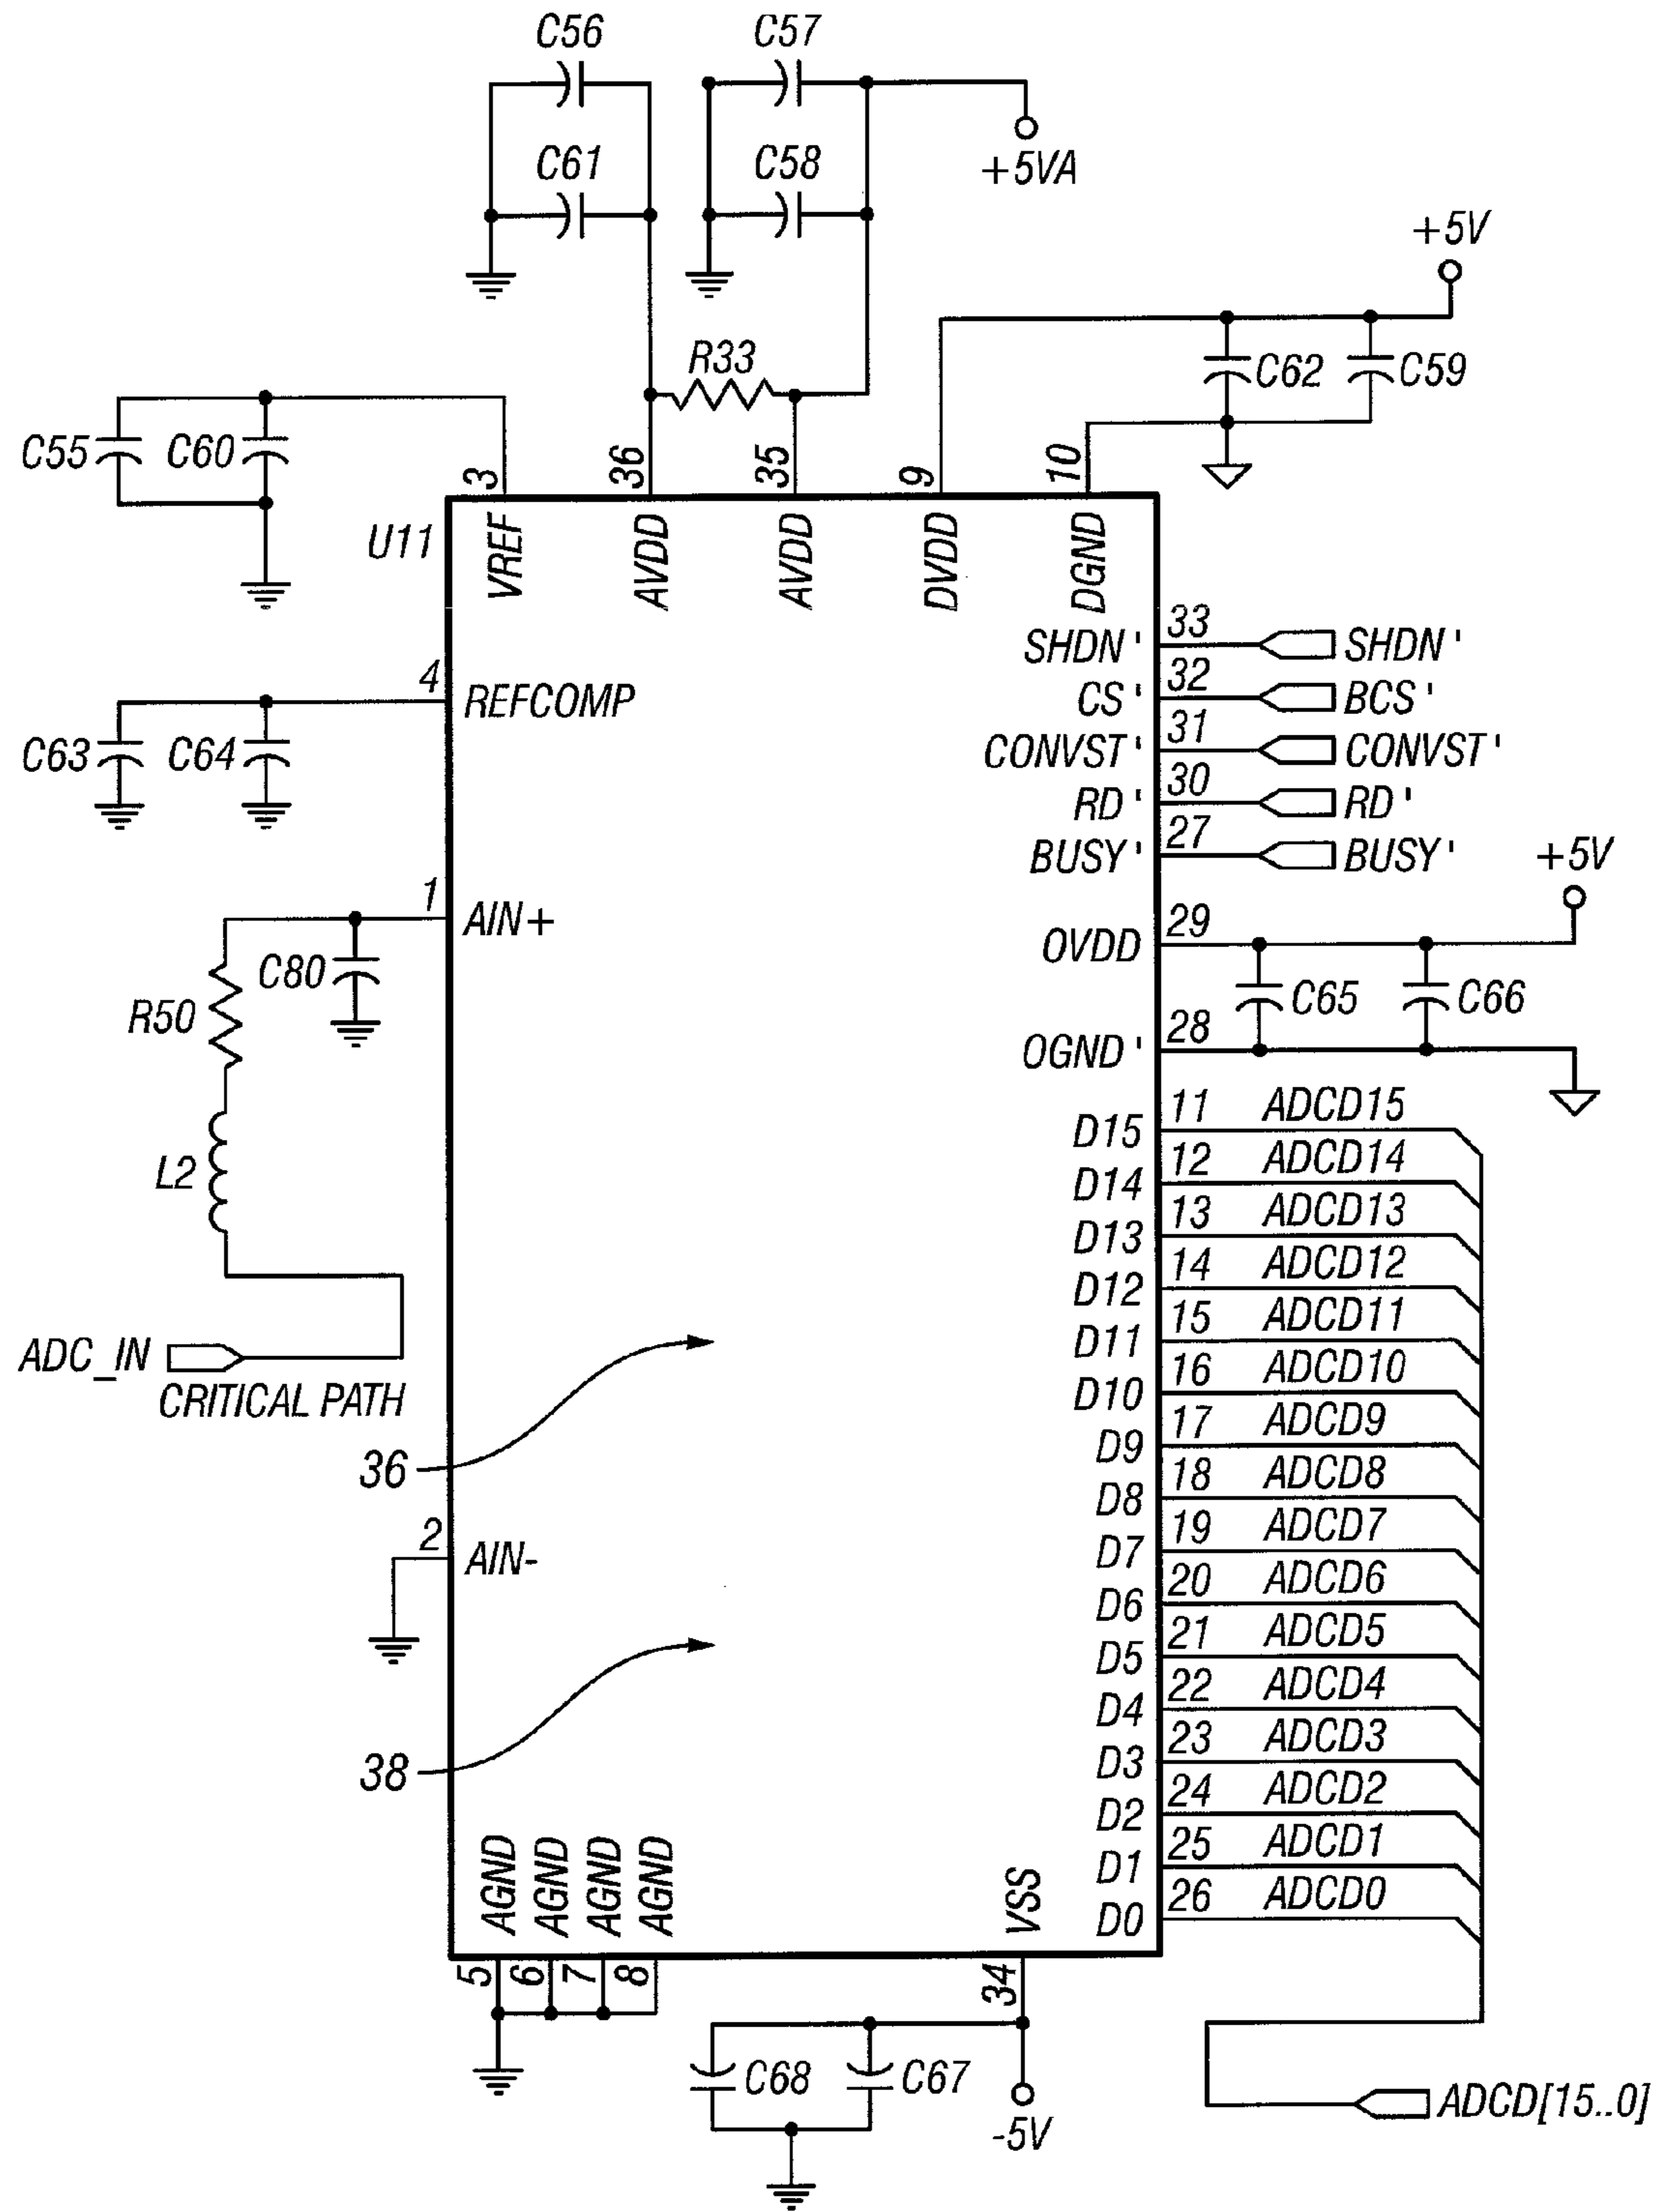 C56
C57
C61
C58
+5VA
+5V
R33
C62
C59
C55
C60
3
36
35
9
10
U11
VREF
AVDD
AVDD
DVDD
DGND
SHDN'
33
SHDN'
4
REFCOMP
CS'
32
BCS'
C63
C64
CONVST'
31
CONVST'
RD'
30
RD'
BUSY'
27
BUSY'
+5V
1
AIN+
OVDD
29
C80
R50
C65
C66
OGND'
28
L2
D15
11
ADCD15
D14
12
ADCD14
D13
13
ADCD13
D12
14
ADCD12
ADC_IN
D11
15
ADCD11
CRITICAL PATH
D10
16
ADCD10
36
D9
17
ADCD9
D8
18
ADCD8
2
AIN-
D7
19
ADCD7
D6
20
ADCD6
D5
21
ADCD5
D4
22
ADCD4
38
D3
23
ADCD3
D2
24
ADCD2
D1
25
ADCD1
D0
26
ADCD0
AGND
AGND
AGND
AGND
VSS
5
6
7
8
34
C68
C67
-5V
ADCD[15..0]